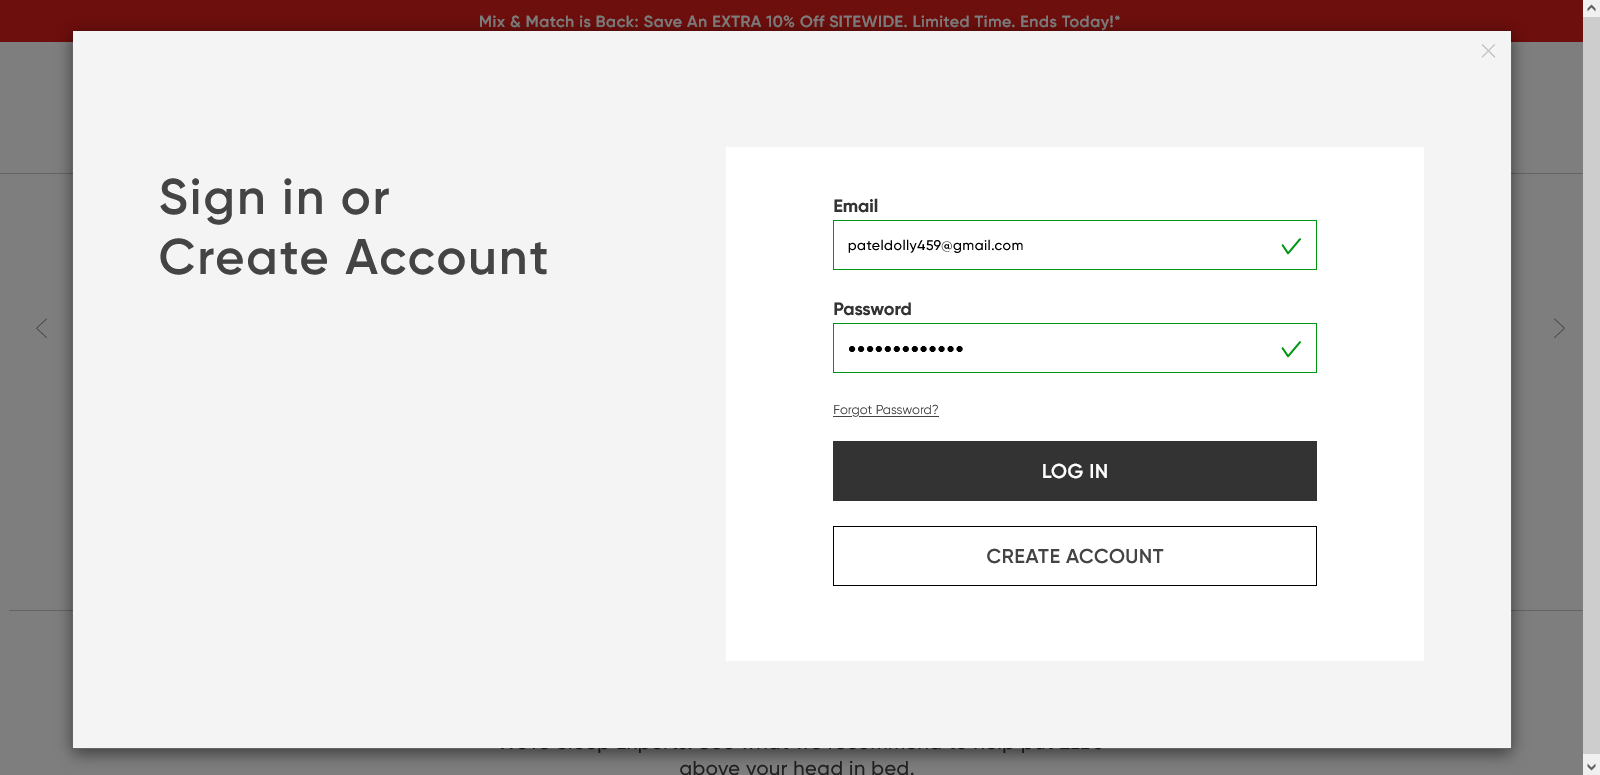 Mix & Match is Back: Save An EXTRA 10% Off SITEWIDE. Limited Time. Ends Today!*
Sign in or
Create Account
Email
pateldolly459@gmail.com
Password
•••••••••••••
Forgot Password?
LOG IN
CREATE ACCOUNT
above your head in bed.